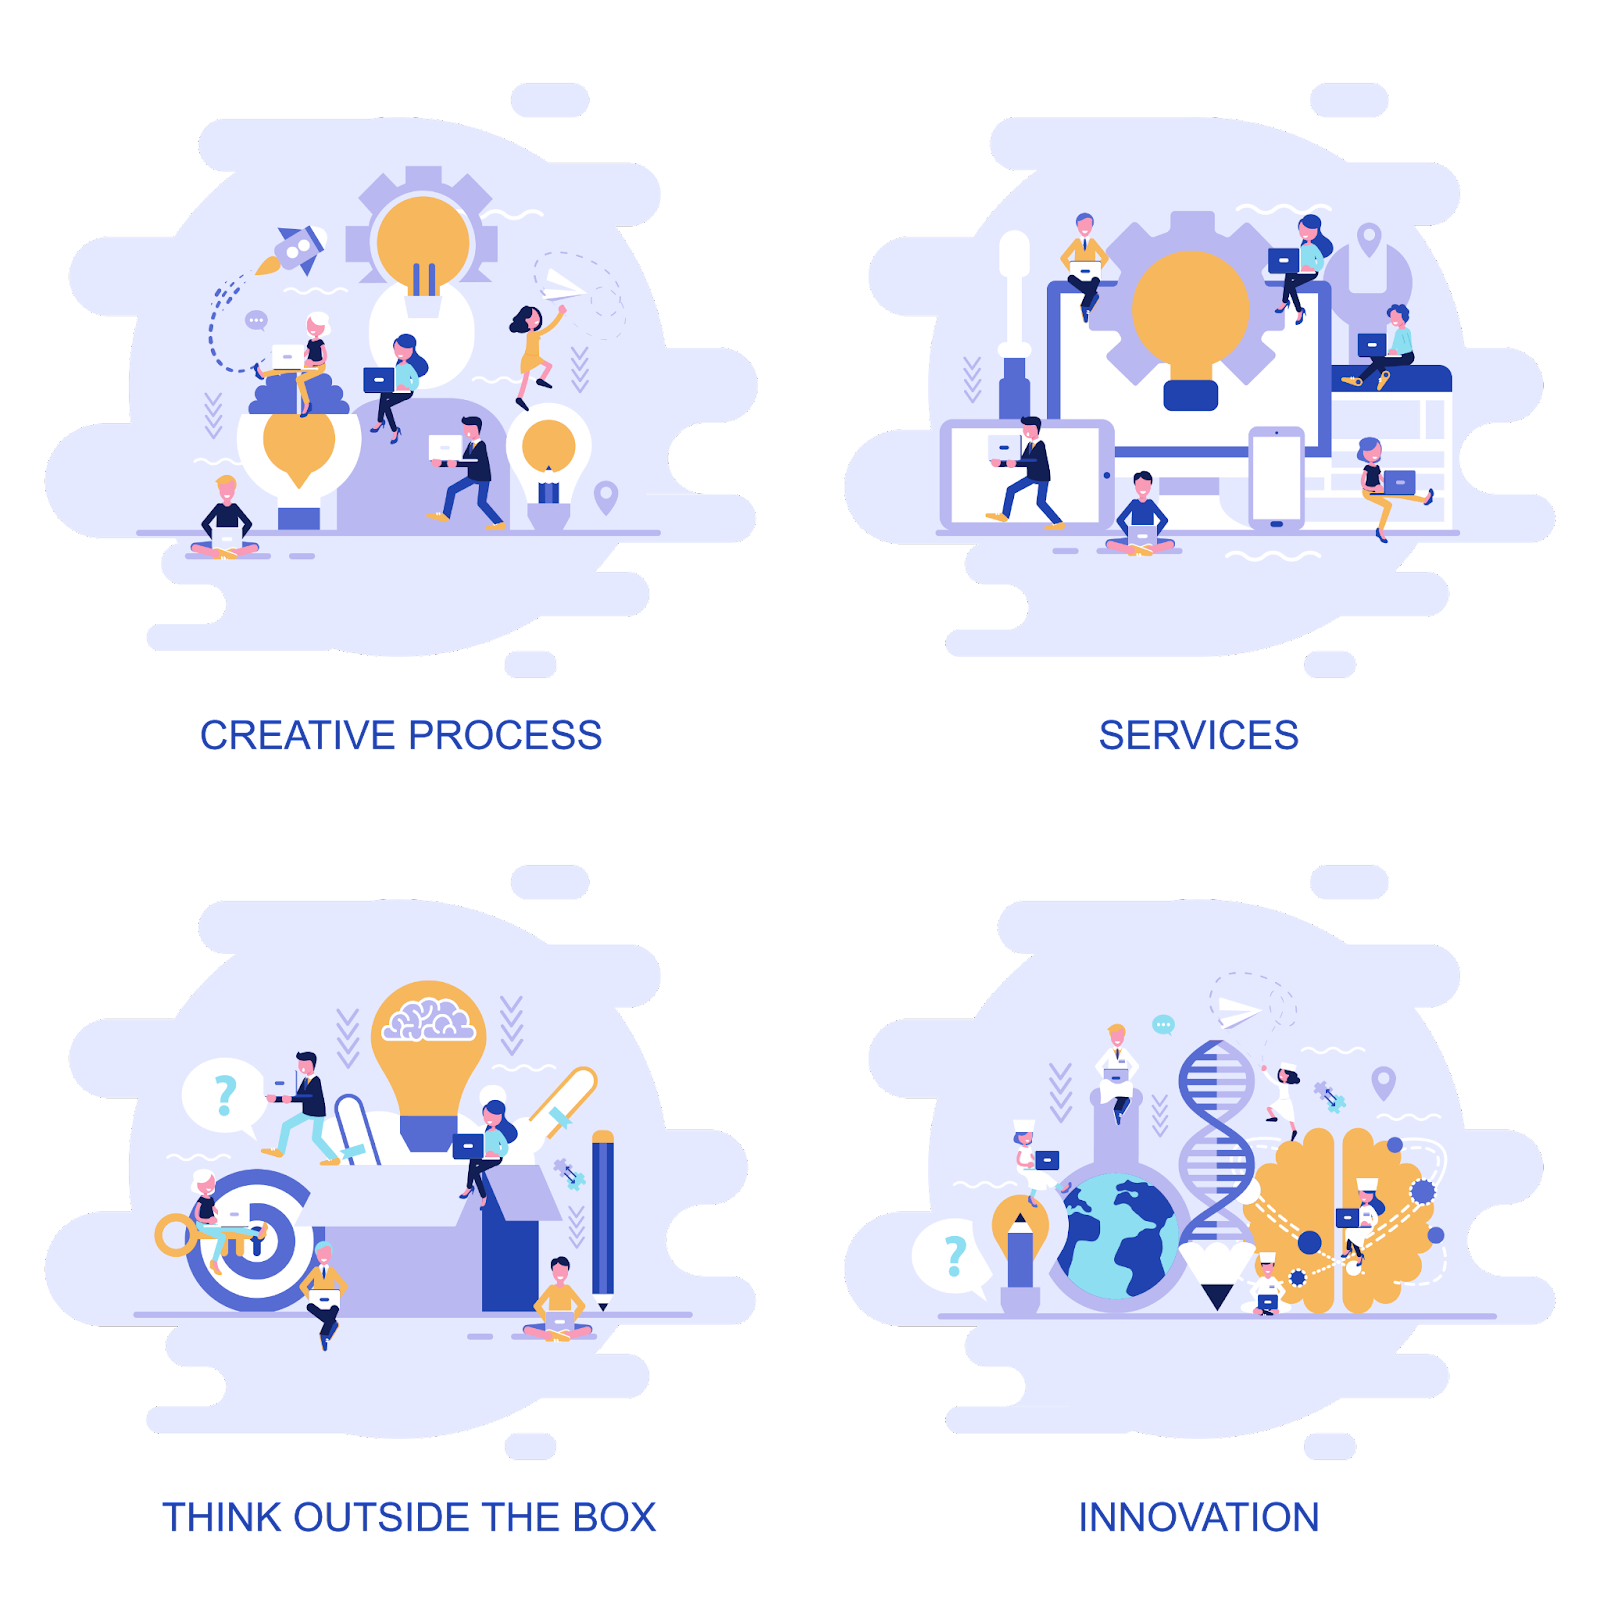 CREATIVE PROCESS
SERVICES
?
THINK OUTSIDE THE BOX
?
INNOVATION